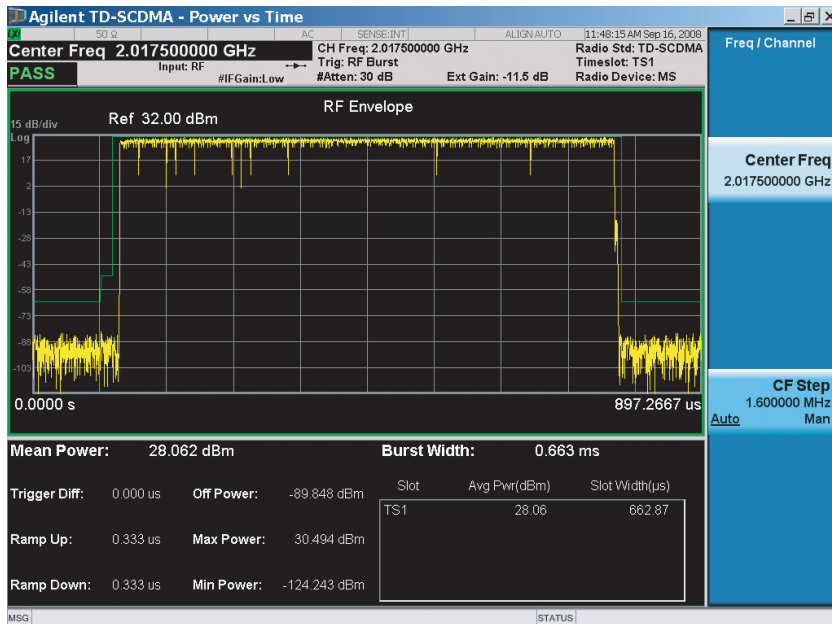 Agilent TD-SCDMA - Power vs Time
LXI 50 Ω AC SENSE:INT ALIGN AUTO 11:48:15 AM Sep 16, 2008
Center Freq 2.017500000 GHz
CH Freq: 2.017500000 GHz
Radio Std: TD-SCDMA
Input: RF
Trig: RF Burst
Timeslot: TS1
PASS
#IFGain:Low
#Atten: 30 dB
Ext Gain: -11.5 dB
Radio Device: MS
Freq / Channel
RF Envelope
15 dB/div
Ref 32.00 dBm
Log
17
2
-13
-28
-43
-58
-73
-88
-103
0.0000 s
897.2667 us
Center Freq
2.017500000 GHz
CF Step
1.600000 MHz
Auto Man
Mean Power: 28.062 dBm
Burst Width: 0.663 ms
Trigger Diff: 0.000 us
Off Power: -89.848 dBm
Ramp Up: 0.333 us
Max Power: 30.494 dBm
Ramp Down: 0.333 us
Min Power: -124.243 dBm
Slot Avg Pwr(dBm) Slot Width(µs)
TS1 28.06 662.87
MSG
STATUS